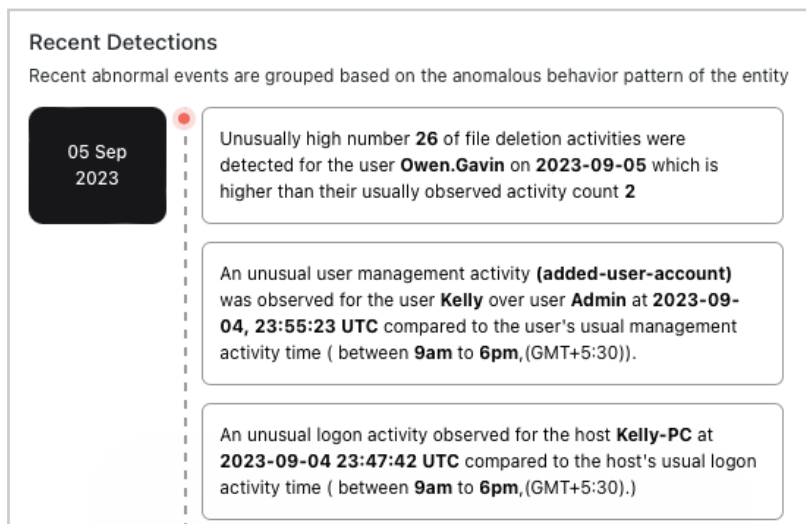 Recent Detections
Recent abnormal events are grouped based on the anomalous behavior pattern of the entity
05 Sep
2023
Unusually high number 26 of file deletion activities were
detected for the user Owen.Gavin on 2023-09-05 which is
higher than their usually observed activity count 2
An unusual user management activity (added-user-account)
was observed for the user Kelly over user Admin at 2023-09-
04, 23:55:23 UTC compared to the user's usual management
activity time ( between 9am to 6pm,(GMT+5:30)).
An unusual logon activity observed for the host Kelly-PC at
2023-09-04 23:47:42 UTC compared to the host's usual logon
activity time ( between 9am to 6pm,(GMT+5:30).)